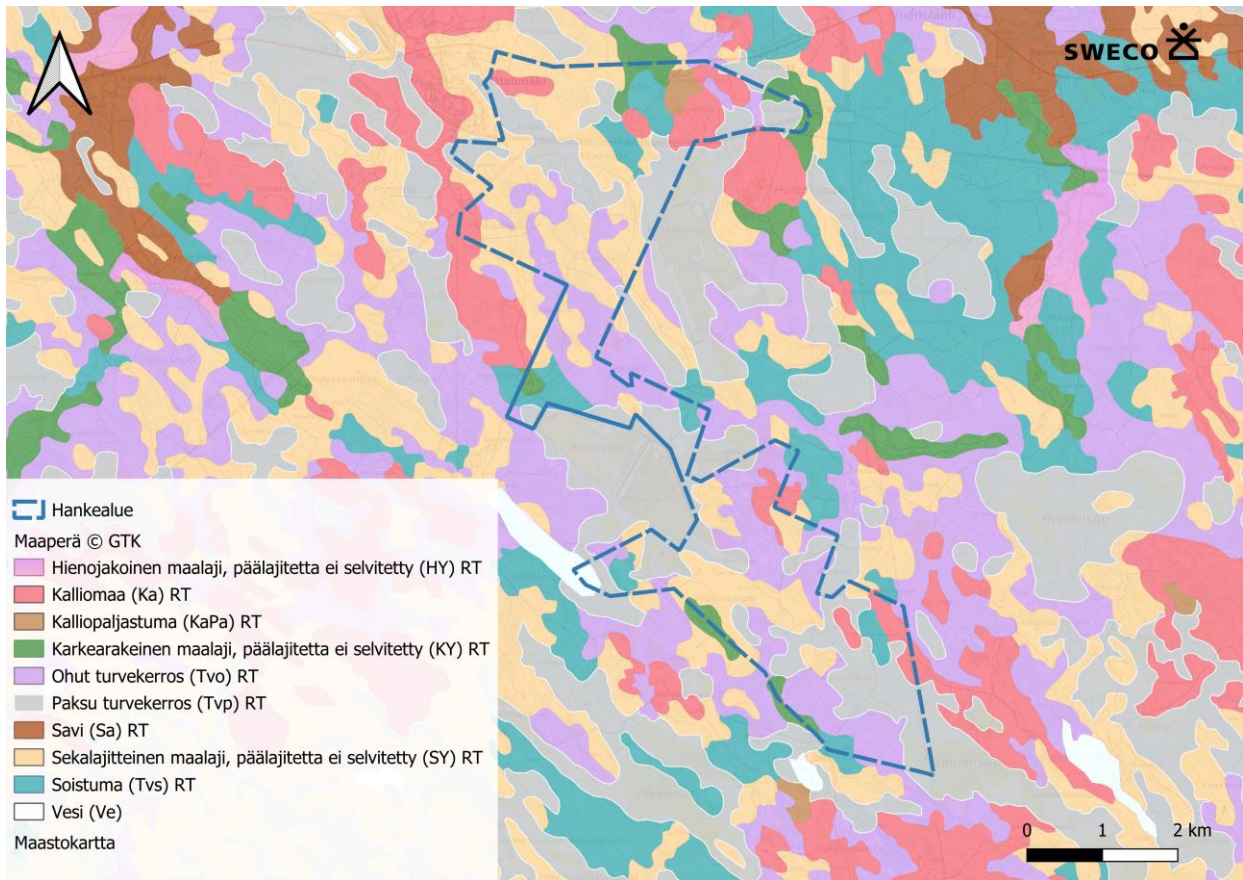 SWECO
Hankealue
Maaperä © GTK
Hienojakoinen maalaji, päälajitetta ei selvitetty (HY) RT
Kalliomaa (Ka) RT
Kalliopaljastuma (KaPa) RT
Karkearakeinen maalaji, päälajitetta ei selvitetty (KY) RT
Ohut turvekerros (Tvo) RT
Paksu turvekerros (Tvp) RT
Savi (Sa) RT
Sekalajitteinen maalaji, päälajitetta ei selvitetty (SY) RT
Soistuma (Tvs) RT
Vesi (Ve)
Maastokartta
0 1 2 km